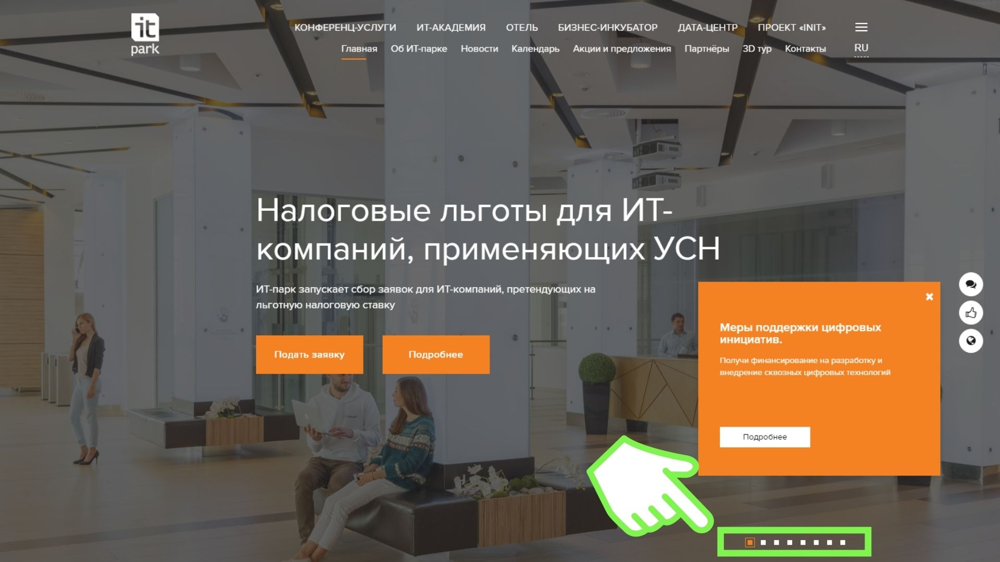 it
park
КОНФЕРЕНЦ-УСЛУГИ ИТ-АКАДЕМИЯ ОТЕЛЬ БИЗНЕС-ИНКУБАТОР ДАТА-ЦЕНТР ПРОЕКТ «INIT»
Главная Об ИТ-парке Новости Календарь Акции и предложения Партнёры 3D тур Контакты RU
Налоговые льготы для ИТ-
компаний, применяющих УСН
ИТ-парк запускает сбор заявок для ИТ-компаний, претендующих на
льготную налоговую ставку
Подать заявку Подробнее
Меры поддержки цифровых
инициатив.
Получи финансирование на разработку и
внедрение сквозных цифровых технологий
Подробнее